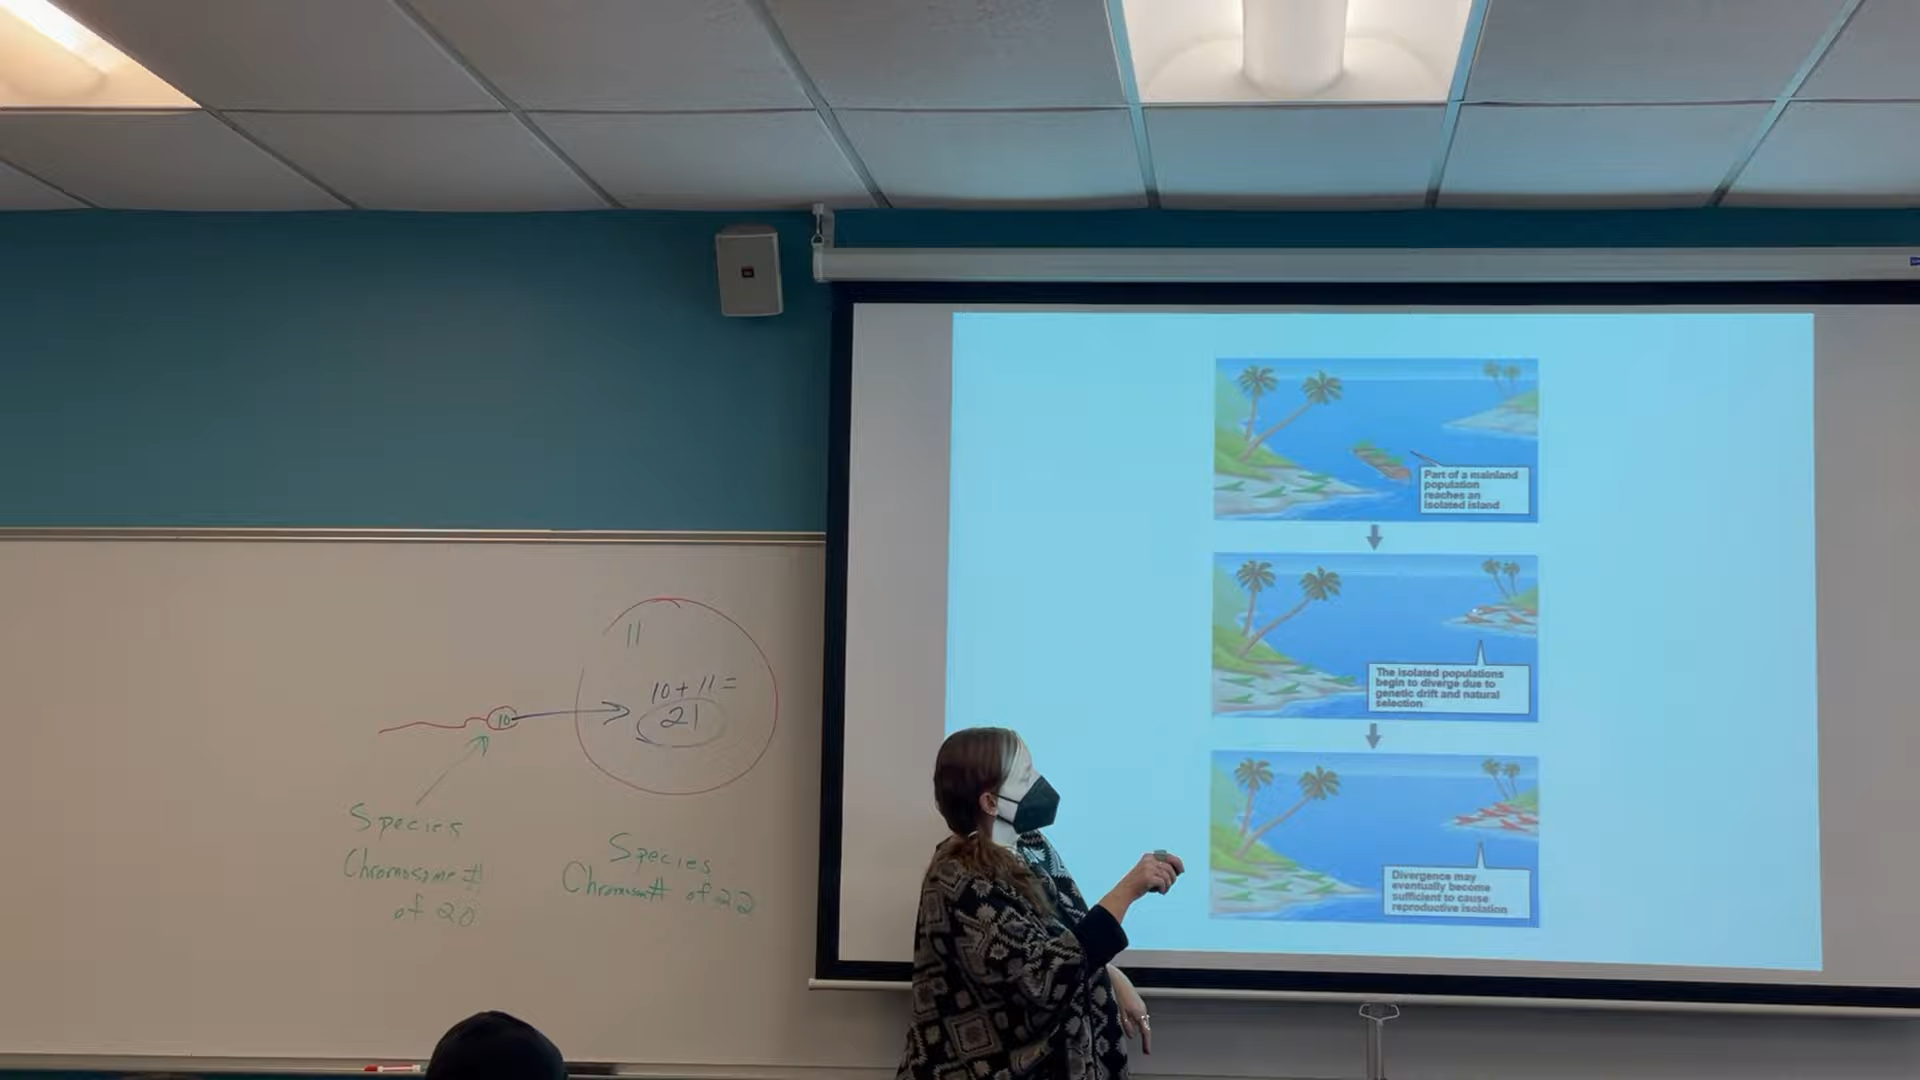 11
10 + 11 =
21
10
Species
Chromosome #
of 20
Species
Chromosom# of 22
Part of a mainland
population
reaches an
isolated island
The isolated populations
begin to diverge due to
genetic drift and natural
selection
Divergence may
eventually become
sufficient to cause
reproductive isolation